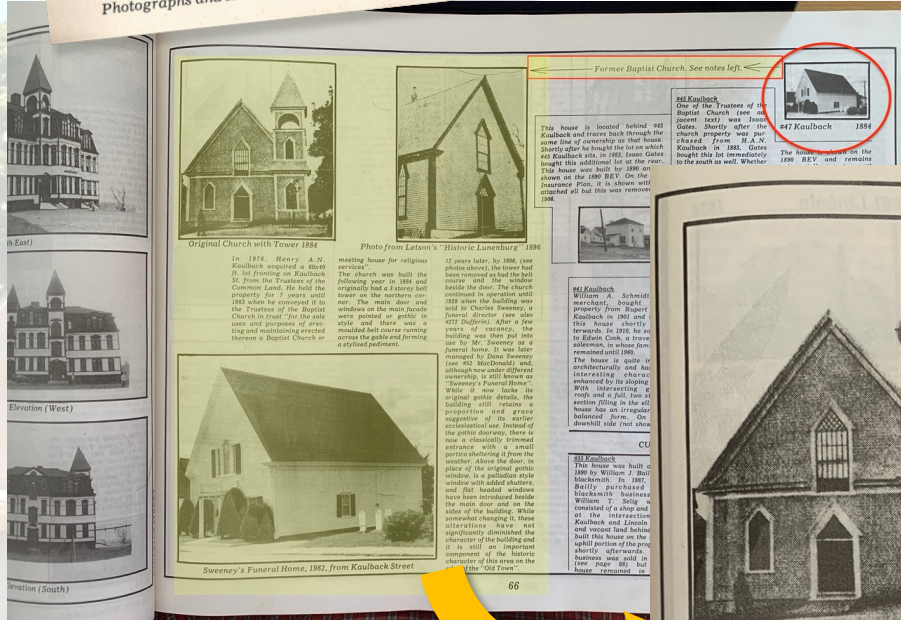 Photographs and
th East)
Elevation (West)
evation (South)
Original Church with Tower 1884
Photo from Letson's "Historic Lunenburg" 1896
In 1876, Henry A.N.
Kaulback acquired a 60x40
ft. lot fronting on Kaulback
St. from the Trustees of the
Common Land. He held the
property for 7 years until
1883 when he conveyed it to
the Trustees of the Baptist
Church in trust "for the sole
uses and purposes of erec-
ting and maintaining erected
thereon a Baptist Church or
meeting house for religious
services".
The church was built the
following year in 1884 and
originally had a 3 storey bell
tower on the northern cor-
ner. The main door and
windows on the main facade
were pointed or gothic in
style and there was a
moulded belt course running
across the gable end forming
a stylised pediment.
12 years later, by 1896, (see
photos above), the tower had
been removed as had the belt
course and the window
beside the door. The church
continued in operation until
1928 when the building was
sold to Charles Sweeney, a
funeral director (see also
#272 Dufferin). After a few
years of vacancy, the
building was then put into
use by Mr. Sweeney as a
funeral home. It was later
managed by Dana Sweeney
(see #52 MacDonald) and,
although now under different
ownership, is still known as
"Sweeney's Funeral Home".
While it now lacks its
original gothic details, the
building still retains a
proportion and grace
suggestive of its earlier
ecclesiastical use. Instead of
the gothic doorway, there is
now a classically trimmed
entrance with a small
portico sheltering it from the
weather. Above the door, in
place of the original gothic
window, is a palladian style
window with added shutters,
and flat headed windows
have been introduced beside
the main door and on the
sides of the building. While
somewhat changing it, these
alterations have not
significantly diminished the
character of the building and
it is still an important
component of the historic
character of this area on the
of the "Old Town".
Sweeney's Funeral Home, 1982, from Kaulback Street
66
Former Baptist Church. See notes left.
#47 Kaulback 1884
This house is located behind #45
Kaulback and traces back through the
same line of ownership as that house.
Shortly after he bought the lot on which
#45 Kaulback sits, in 1883, Isaac Gates
bought this additional lot at the rear.
This house was built by 1890 and
shown on the 1890 BEV. On the
Insurance Plan, it is shown with
attached ell but this was removed
1906.
#45 Kaulback
One of the Trustees of the
Baptist Church (see ad-
jacent text) was Isaac
Gates. Shortly after the
church property was pur-
chased from H.A.N.
Kaulback in 1883, Gates
bought this lot immediately
to the south as well. Whether
The house is shown on the
1890 BEV and remains
#41 Kaulback
William A. Schmidt
merchant, bought
property from Rupert
Kaulback in 1901 and
this house shortly
terwards. In 1910, he so
to Edwin Cook, a trave
salesman, in whose fam
remained until 1960.
The house is quite i
architecturally and ha
interesting charac
enhanced by its sloping
With intersecting g
roofs and a full, two st
section filling in the ell
house has an irregular
balanced form. On
downhill side (not sho
CU
#35 Kaulback
This house was built a
1890 by William J. Bail
blacksmith. In 1887,
Bailly purchased
blacksmith business
William T. Selig w
consisted of a shop and
at the intersection
Kaulback and Lincoln
and vacant land behind
built this house on the
uphill portion of the prop
shortly afterwards.
business was sold in
(see page 68) but
house remained in